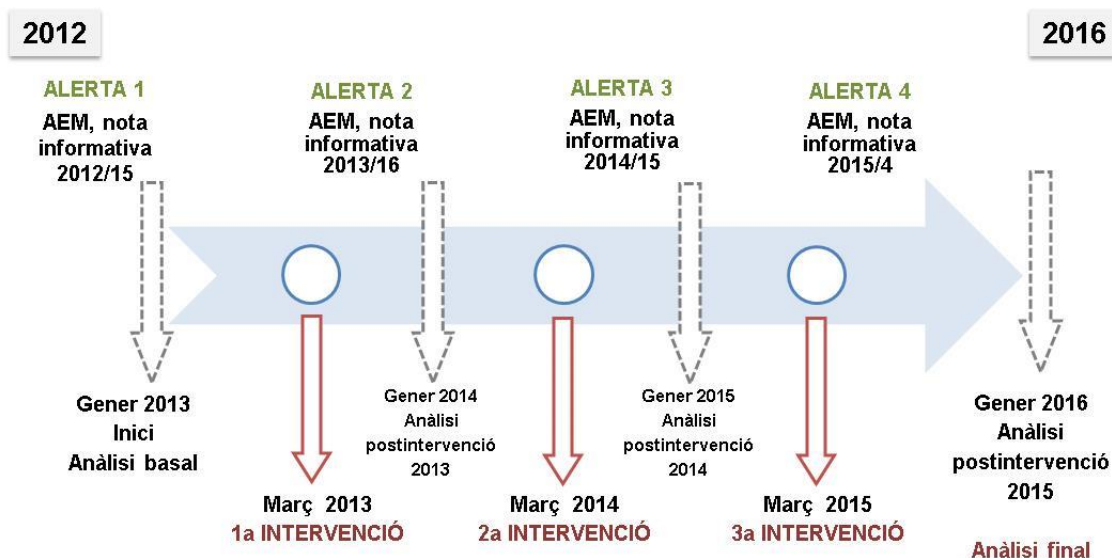 2012
2016
ALERTA 1
AEM, nota
informativa
2012/15
ALERTA 2
AEM, nota
informativa
2013/16
ALERTA 3
AEM, nota
informativa
2014/15
ALERTA 4
AEM, nota
informativa
2015/4
Gener 2013
Inici
Anàlisi basal
Gener 2014
Anàlisi
postintervenció
2013
Gener 2015
Anàlisi
postintervenció
2014
Gener 2016
Anàlisi
postintervenció
2015
Anàlisi final
Març 2013
1a INTERVENCIÓ
Març 2014
2a INTERVENCIÓ
Març 2015
3a INTERVENCIÓ